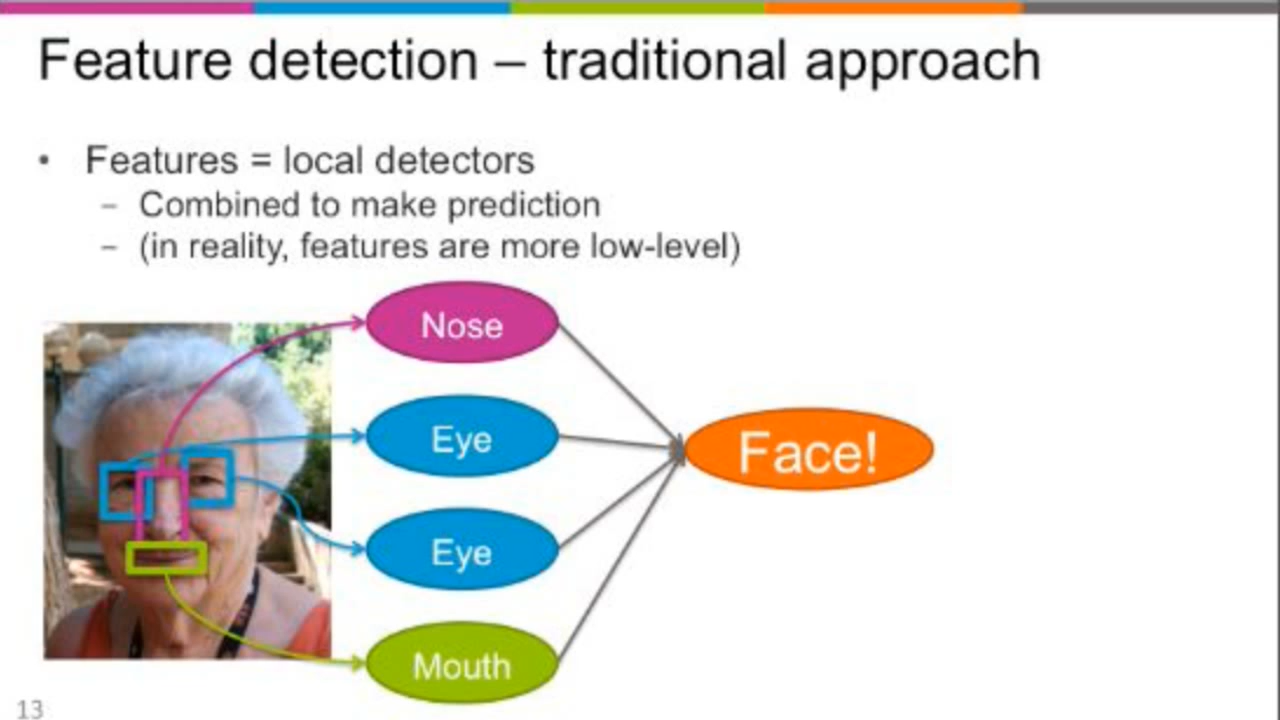 Feature detection – traditional approach
• Features = local detectors
– Combined to make prediction
– (in reality, features are more low-level)
Nose
Eye
Face!
Eye
Mouth
13